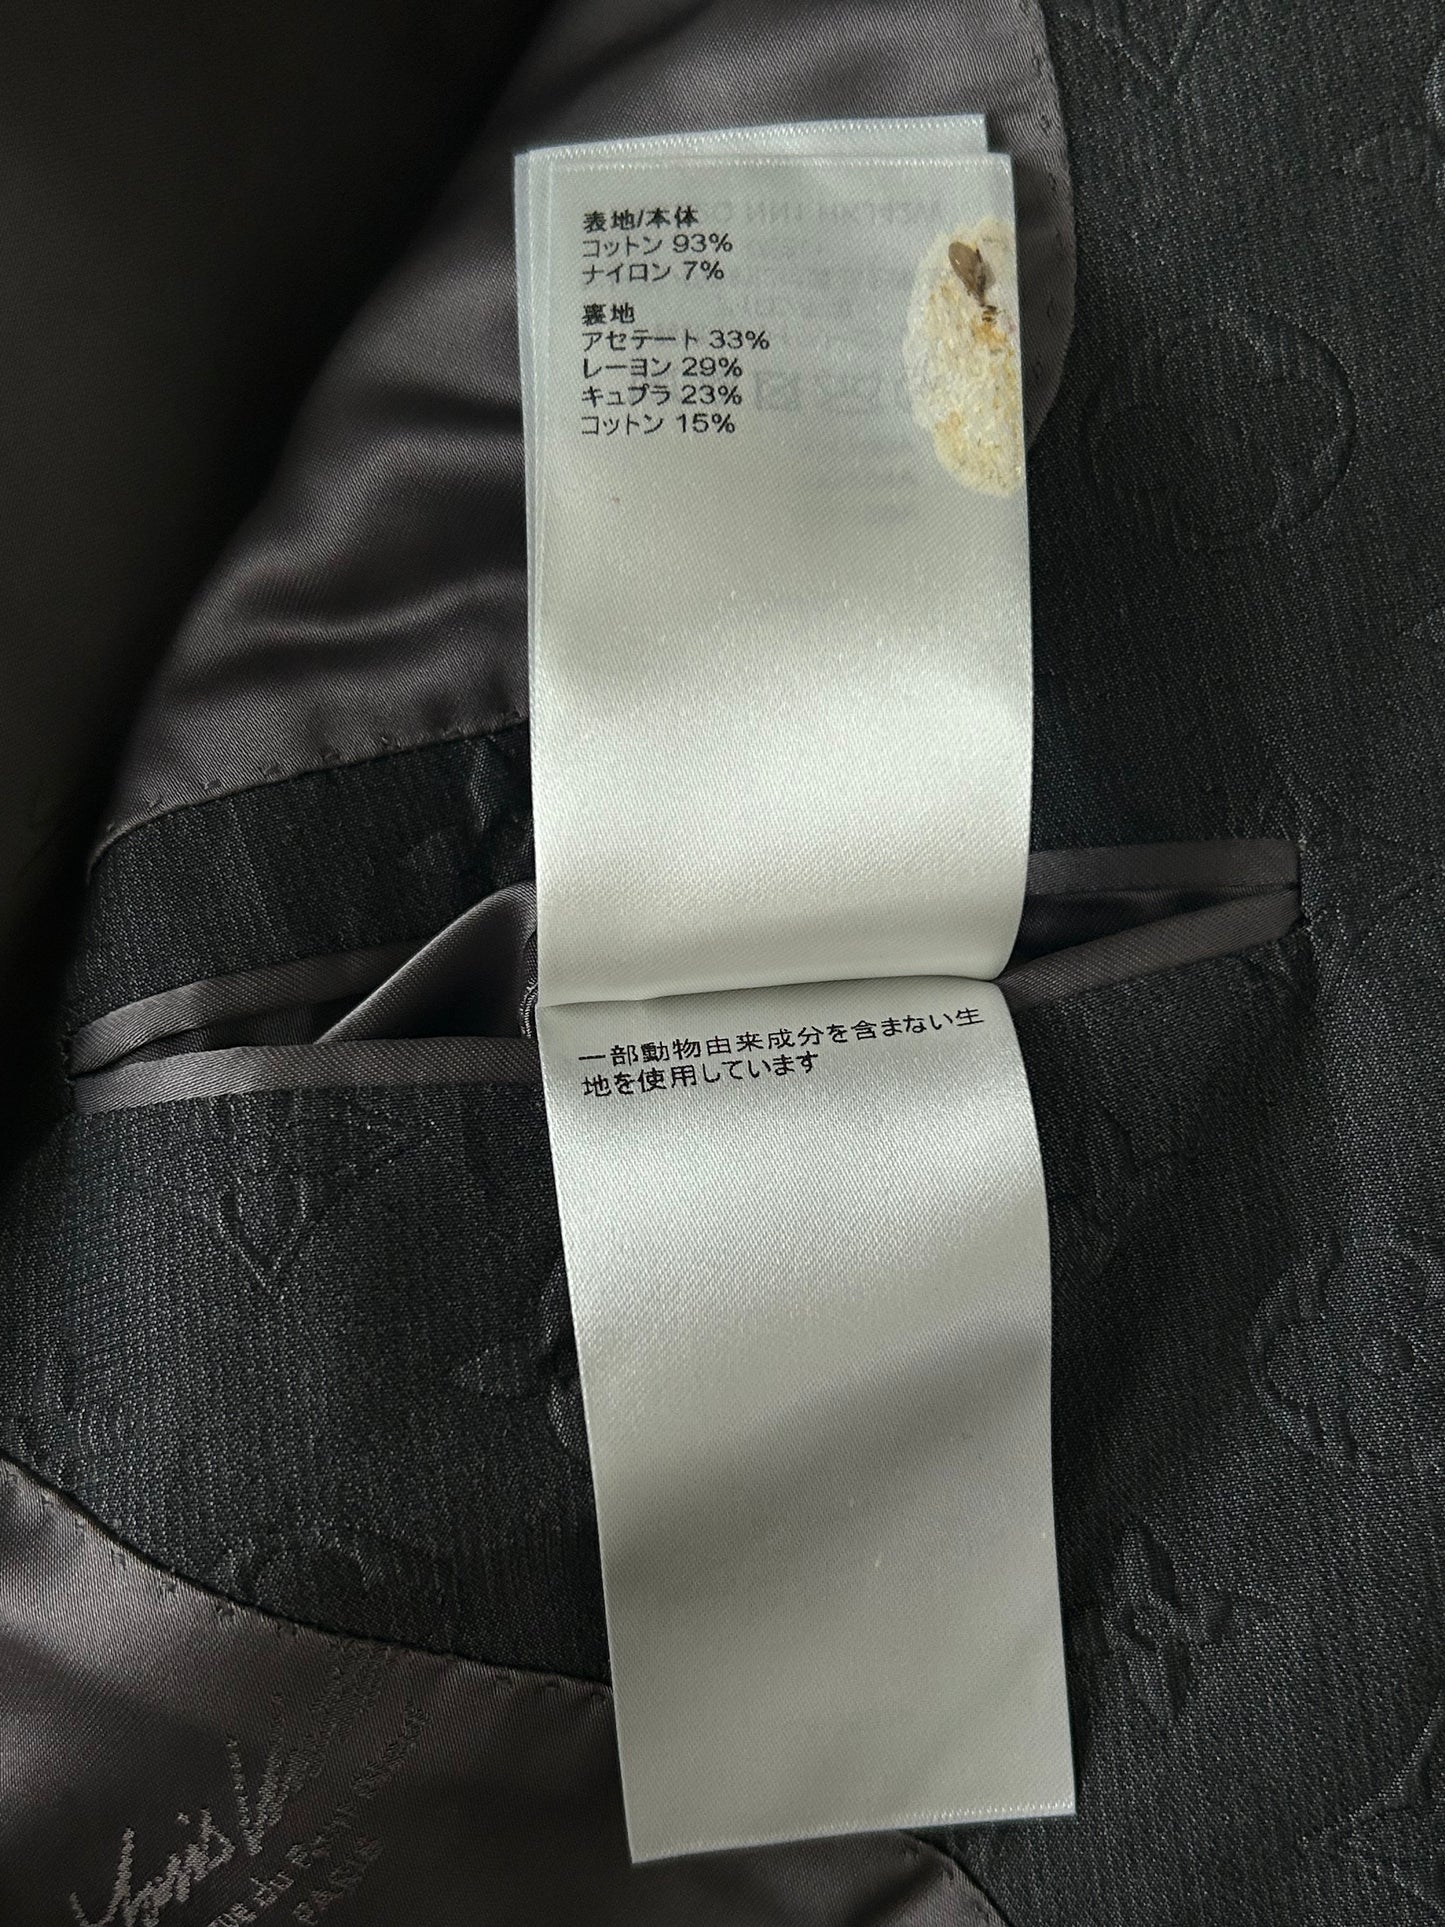 表地/本体
コットン 93%
ナイロン 7%
裏地
アセテート 33%
レーヨン 29%
キュプラ 23%
コットン 15%
一部動物由来成分を含まない生
地を使用しています
Louis
PARIS